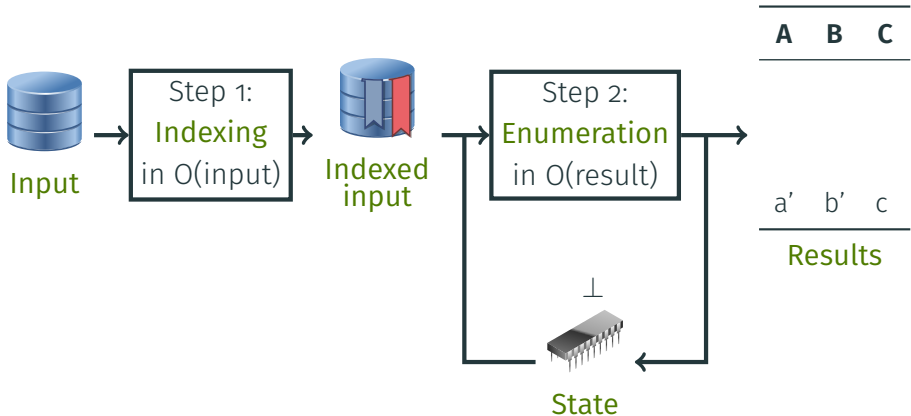 Input
Step 1:
Indexing
in O(input)
Indexed
input
Step 2:
Enumeration
in O(result)
A B C
a' b' c
Results
⊥
State